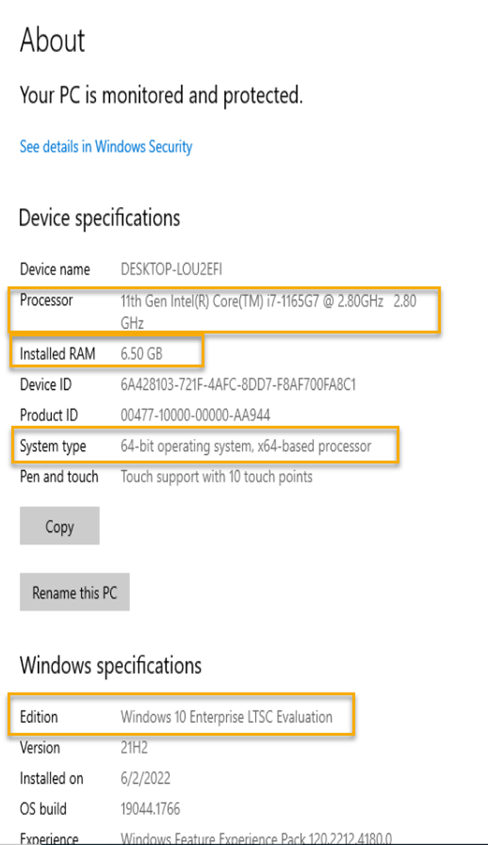 About
Your PC is monitored and protected.
See details in Windows Security
Device specifications
Device name DESKTOP-LOU2EFI
Processor 11th Gen Intel(R) Core(TM) i7-1165G7 @ 2.80GHz 2.80
GHz
Installed RAM 6.50 GB
Device ID 6A428103-721F-4AFC-8DD7-F8AF700FA8C1
Product ID 00477-10000-00000-AA944
System type 64-bit operating system, x64-based processor
Pen and touch Touch support with 10 touch points
Copy
Rename this PC
Windows specifications
Edition Windows 10 Enterprise LTSC Evaluation
Version 21H2
Installed on 6/2/2022
OS build 19044.1766
Experience Windows Feature Experience Pack 120.2212.4180.0